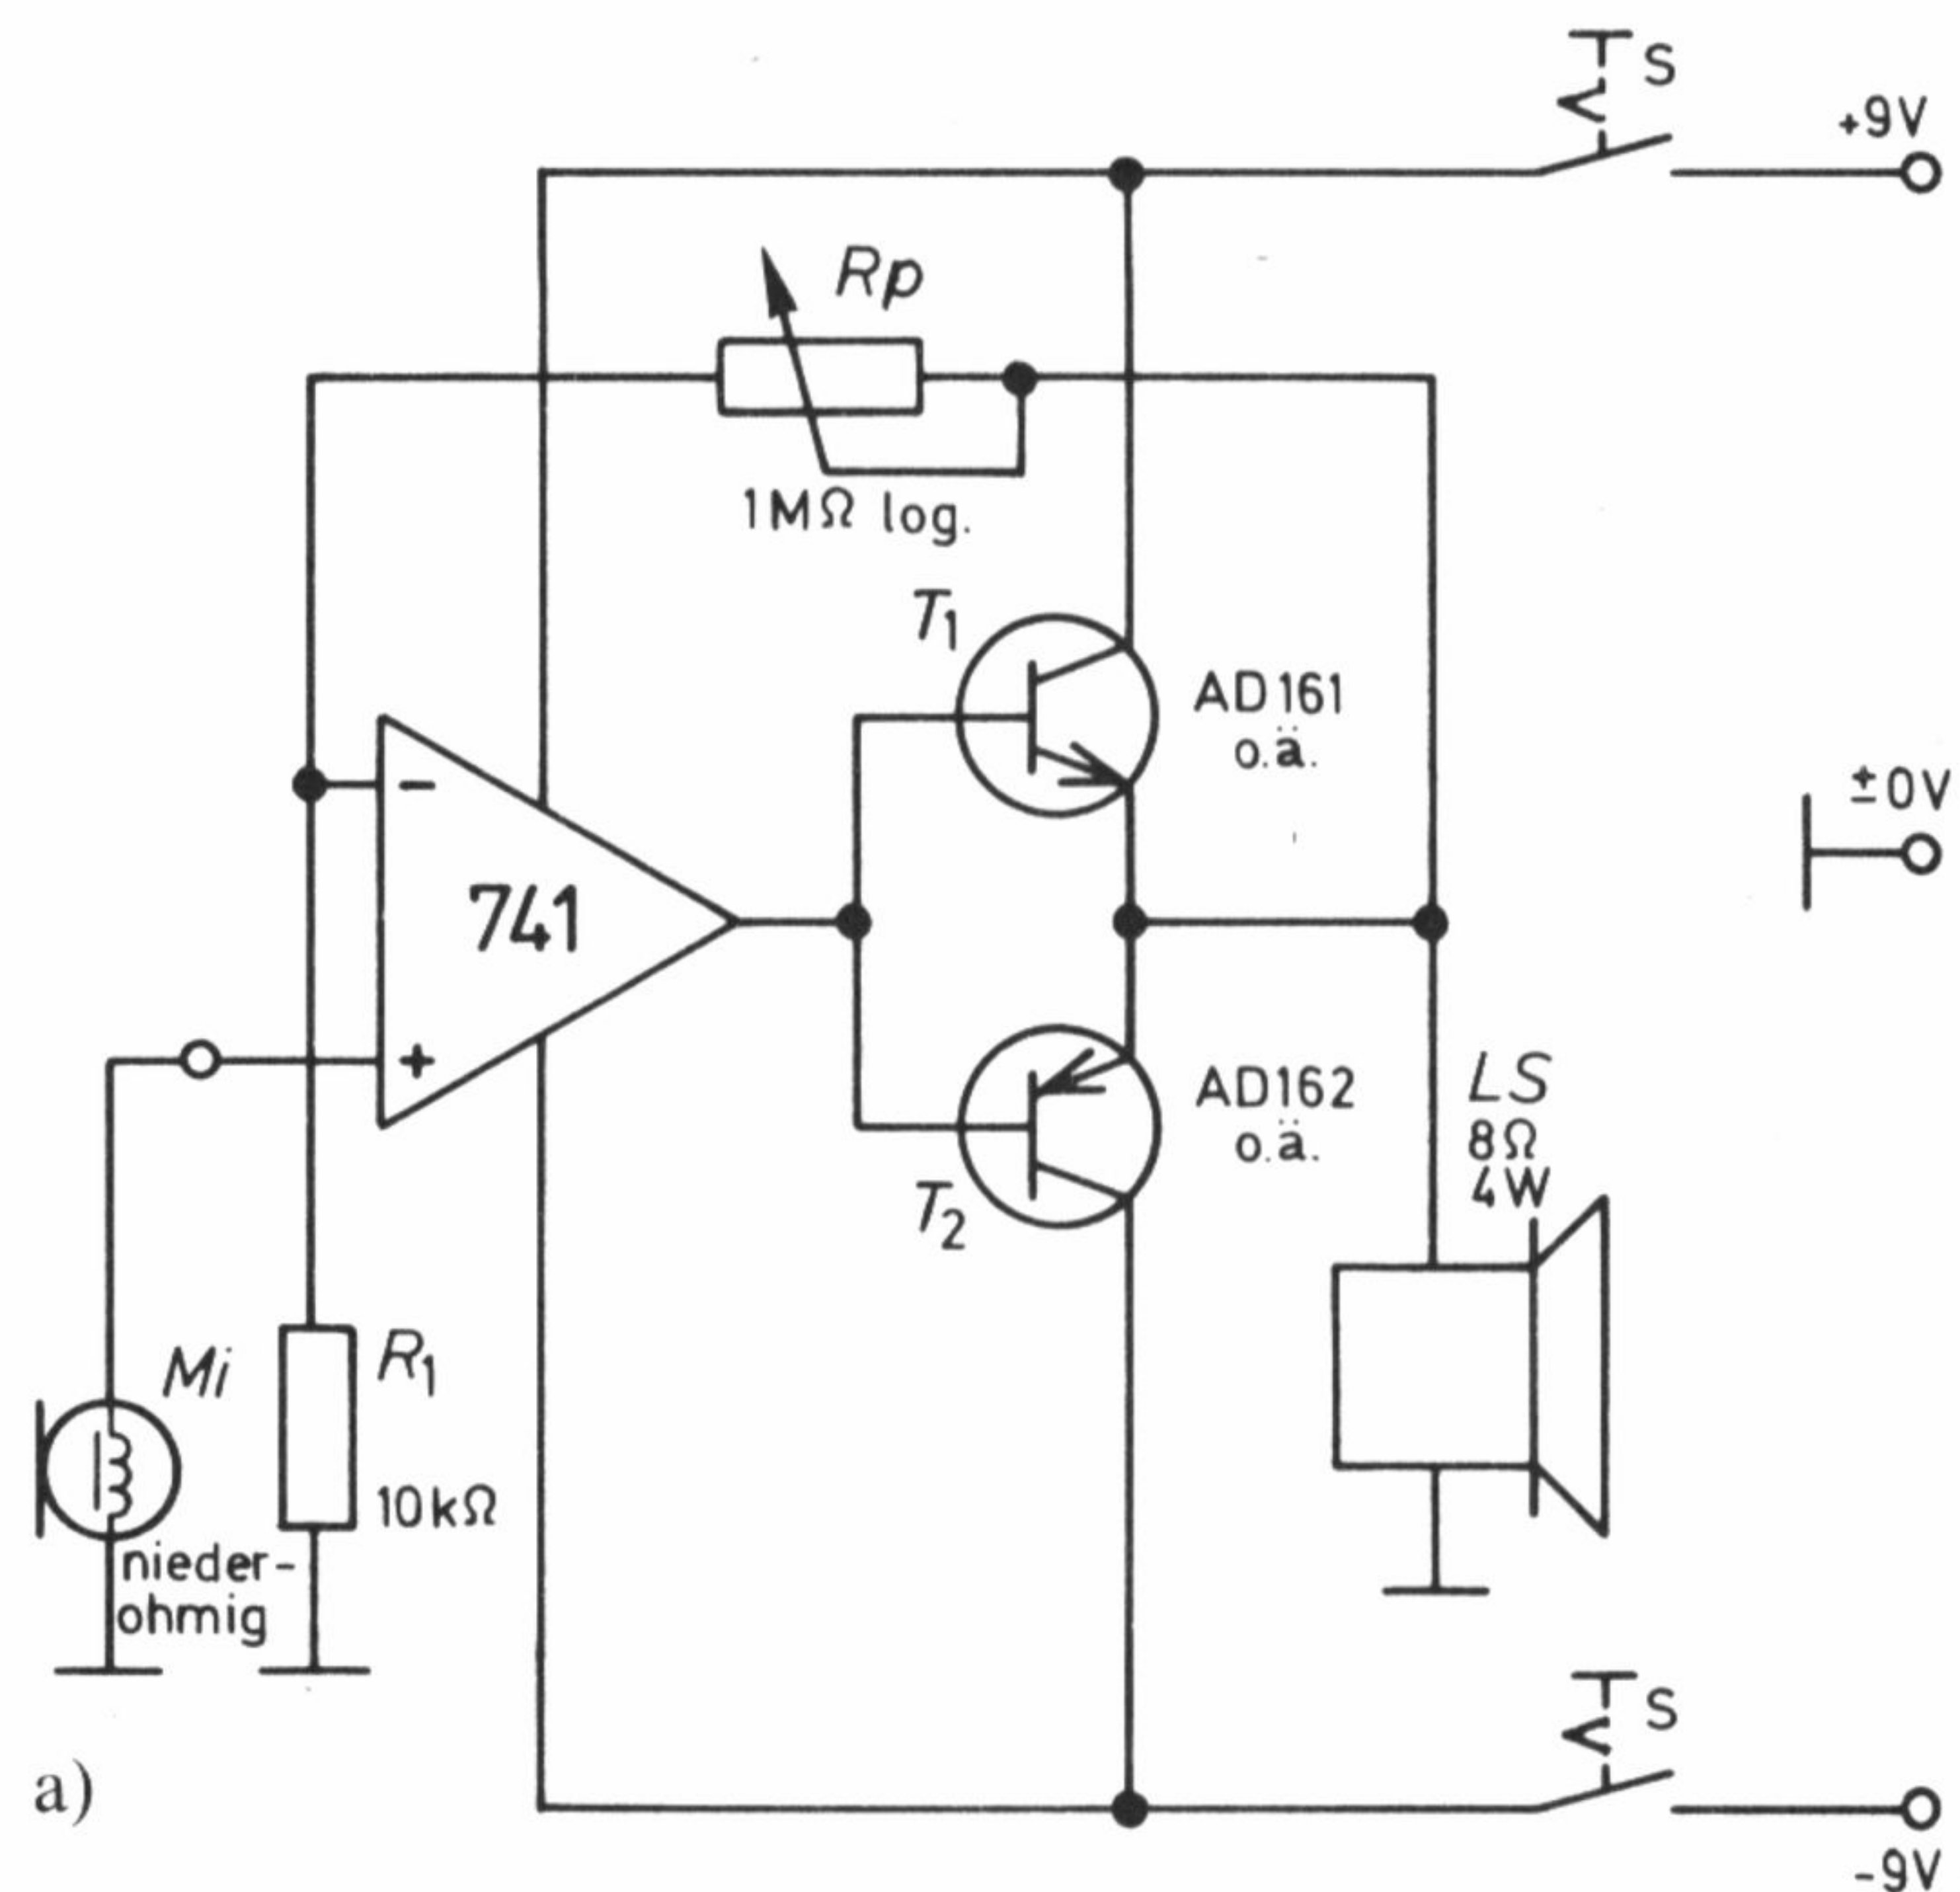 S
+9V
Rp
1MΩ log.
T1
AD161
o.ä.
±0V
-
741
+
AD162
o.ä.
T2
LS
8Ω
4W
Mi
R1
10kΩ
nieder-
ohmig
S
a)
-9V